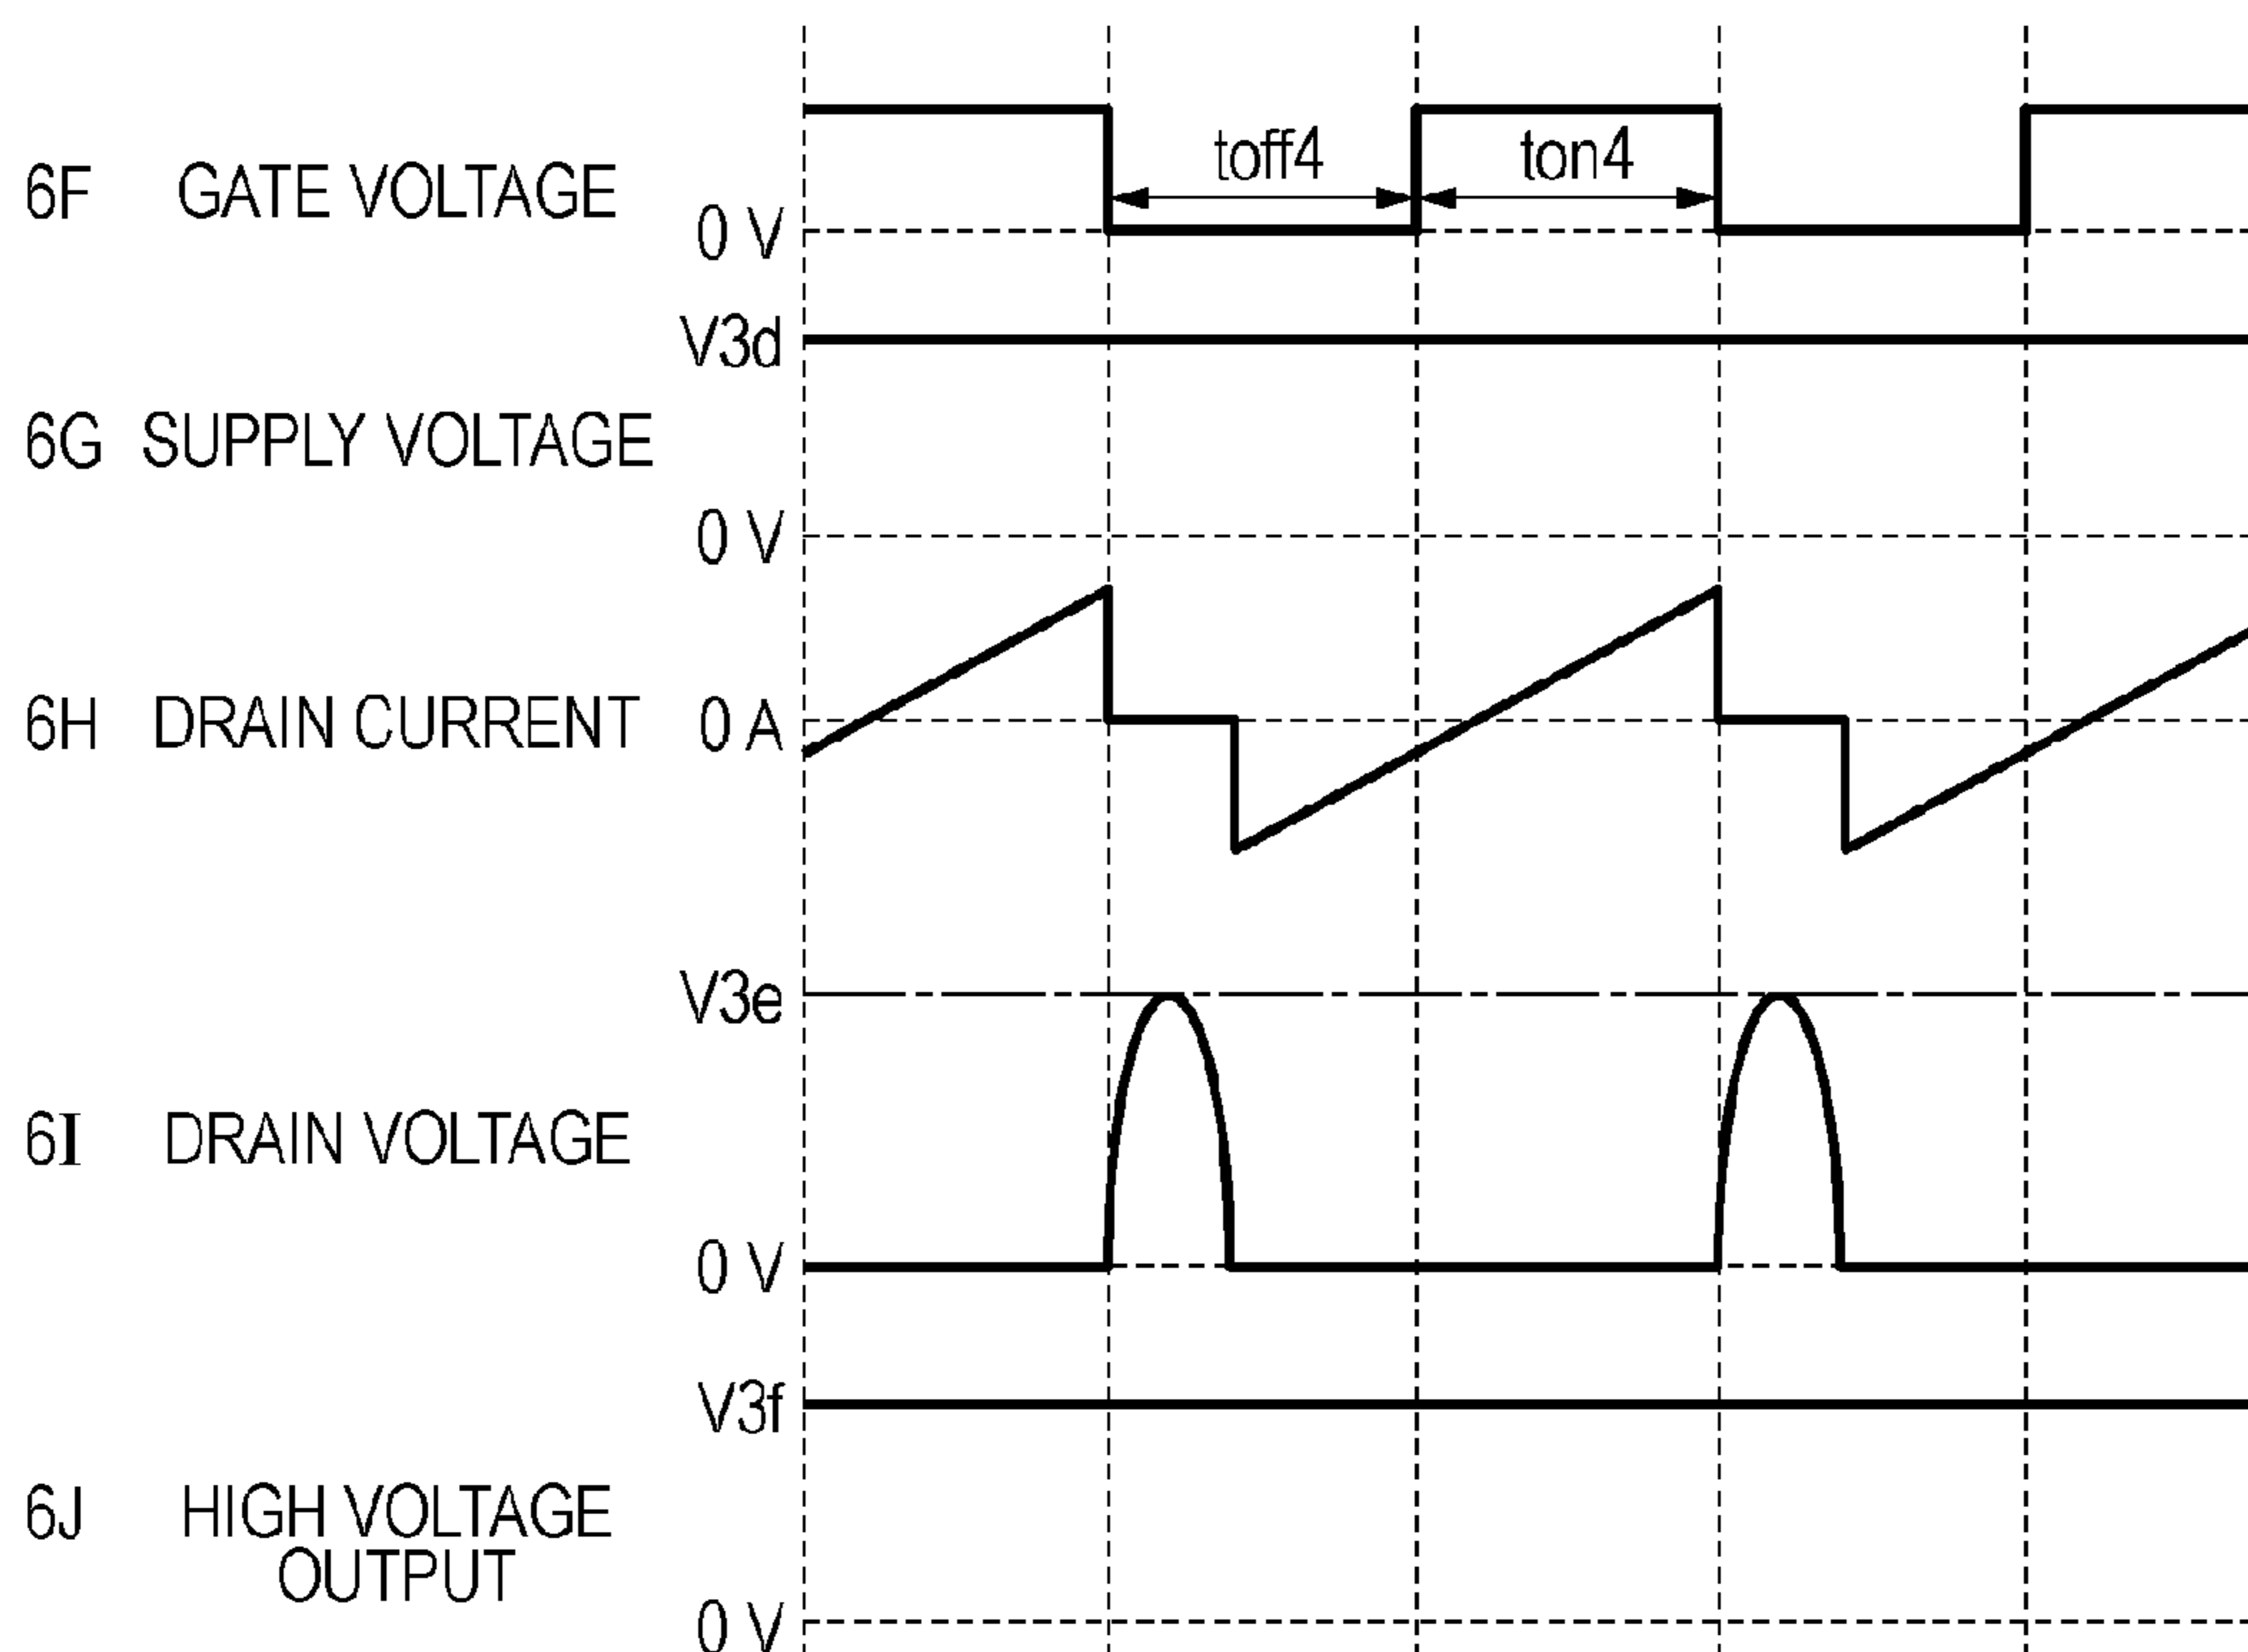 6F GATE VOLTAGE
toff4 ton4
0 V
V3d
6G SUPPLY VOLTAGE
0 V
6H DRAIN CURRENT 0 A
V3e
6I DRAIN VOLTAGE
0 V
V3f
6J HIGH VOLTAGE
OUTPUT
0 V